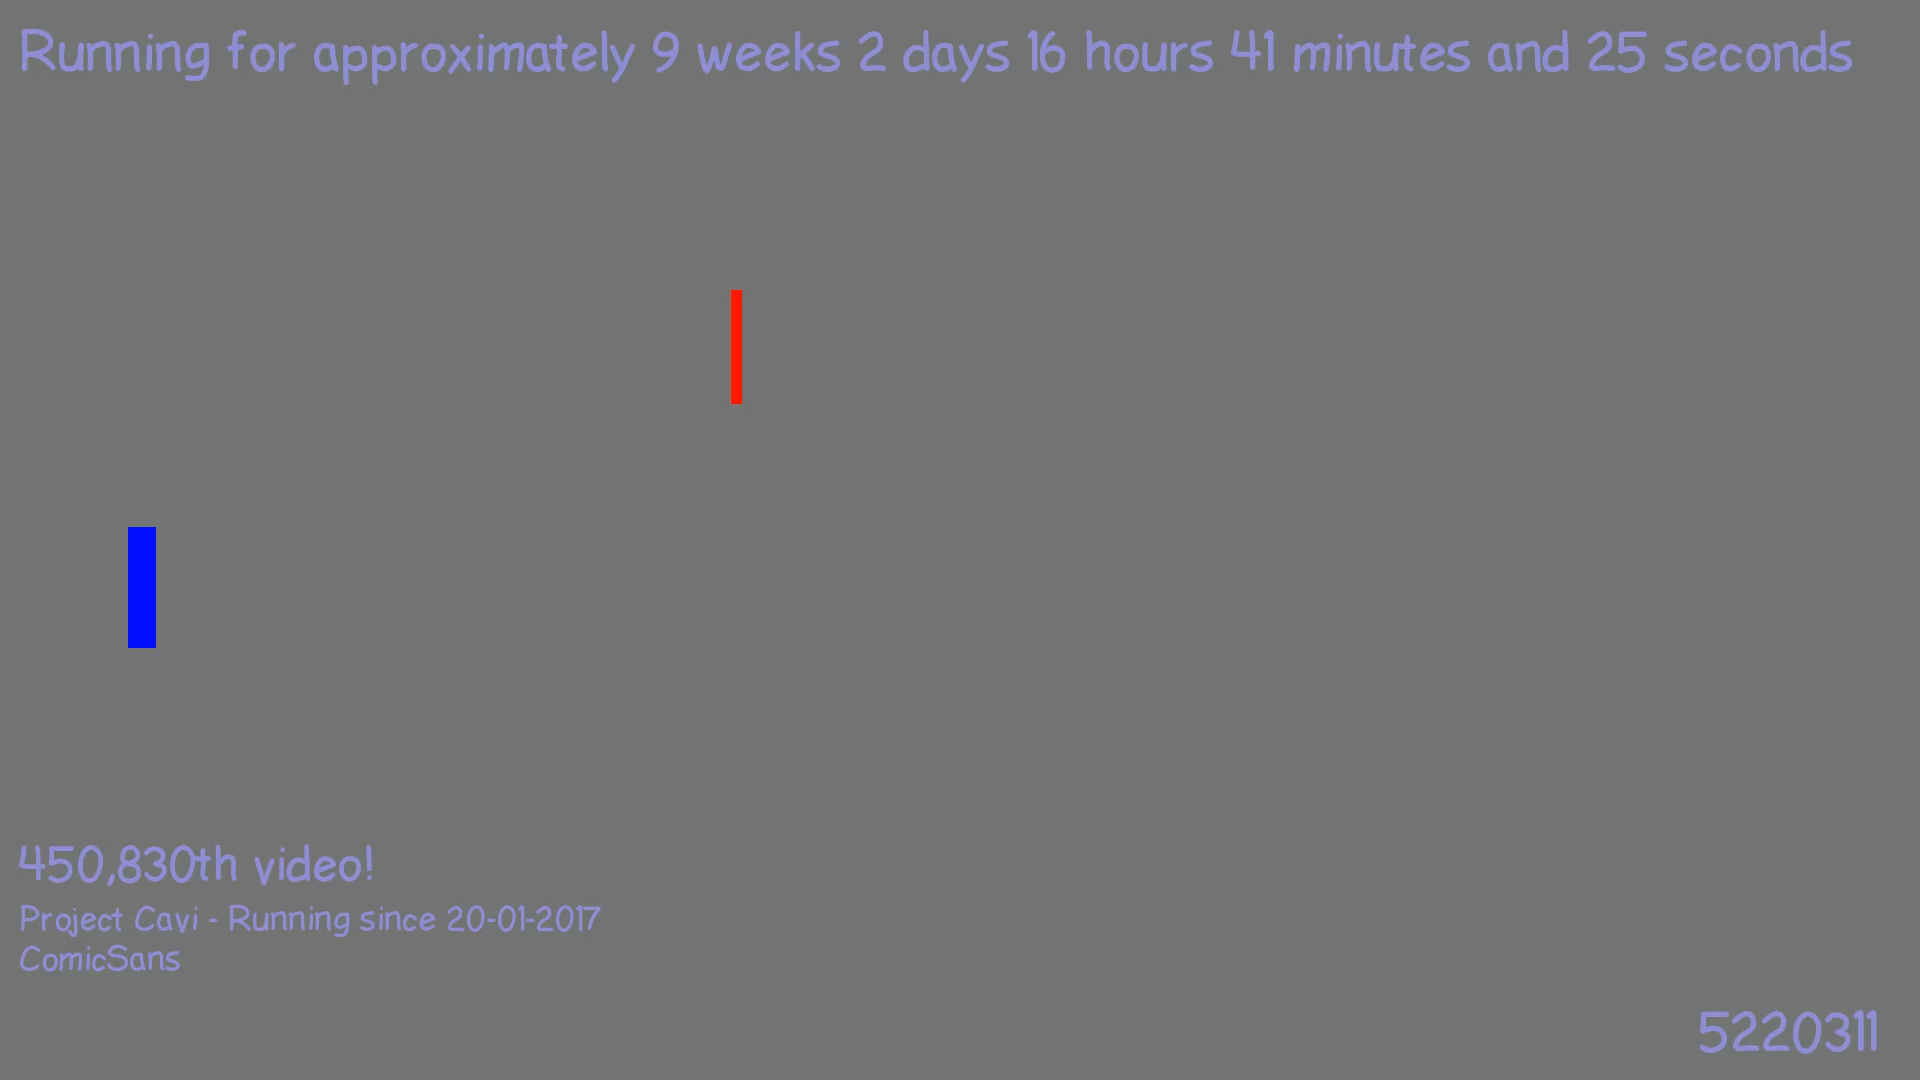 Running for approximately 9 weeks 2 days 16 hours 41 minutes and 25 seconds
450,830th video!
Project Cavi - Running since 20-01-2017
ComicSans
5220311